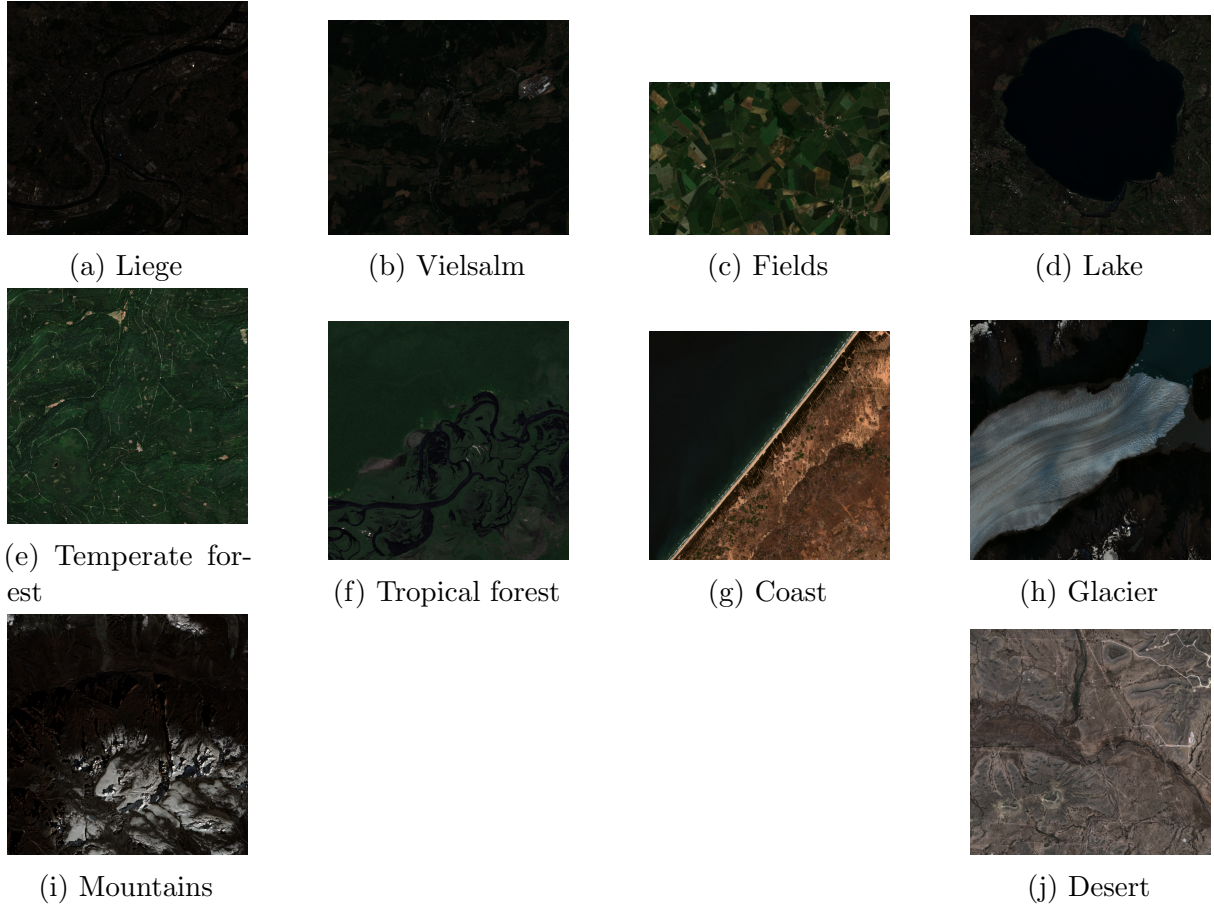 (a) Liege
(b) Vielsalm
(c) Fields
(d) Lake
(e) Temperate for-
est
(f) Tropical forest
(g) Coast
(h) Glacier
(i) Mountains
(j) Desert